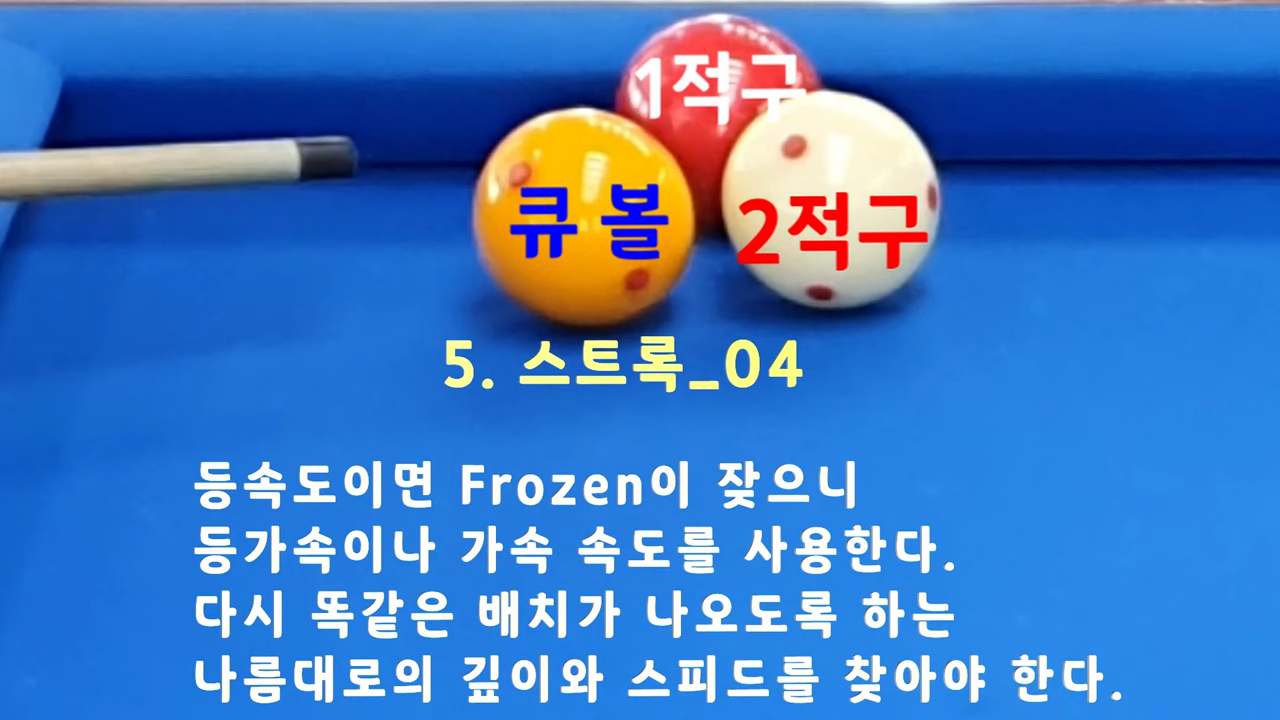 1적구
큐 볼
2적구
5. 스트록_04
등속도이면 Frozen이 잦으니
등가속이나 가속 속도를 사용한다.
다시 똑같은 배치가 나오도록 하는
나름대로의 깊이와 스피드를 찾아야 한다.